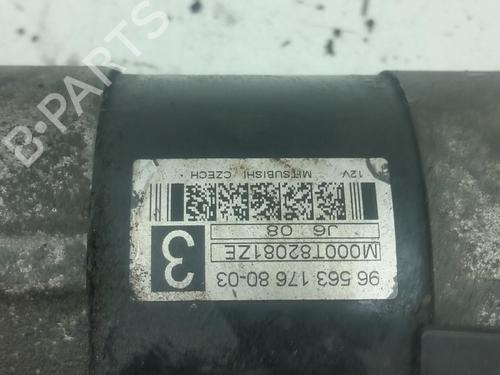 96 563 176 80-03
M000T82081ZE
J6 08
3
12V MITSUBISHI CZECH
B-PARTS